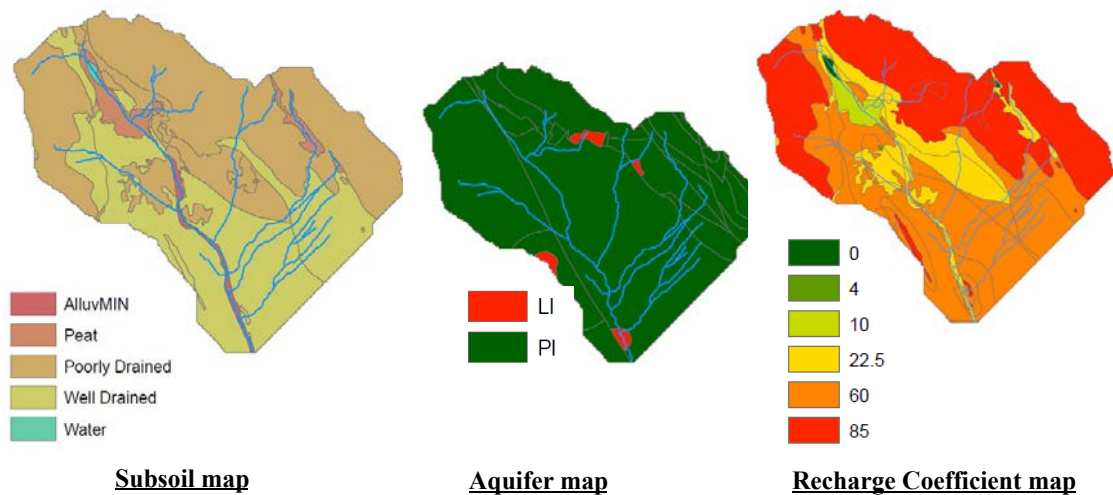 AlluvMIN
Peat
Poorly Drained
Well Drained
Water
Subsoil map
LI
PI
Aquifer map
0
4
10
22.5
60
85
Recharge Coefficient map